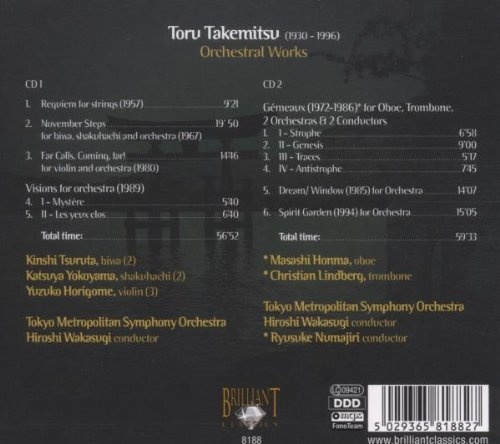 Toru Takemitsu (1930 - 1996)
Orchestral Works
CD 1
1. Requiem for strings (1957) 9'21
2. November Steps 19'50
for biwa, shakuhachi and orchestra (1967)
3. Far Calls. Coming, far! 14'16
for violin and orchestra (1980)
Visions for orchestra (1989)
4. I - Mystère 5'40
5. II - Les yeux clos 6'40
Total time: 56'52
Kinshi Tsuruta, biwa (2)
Katsuya Yokoyama, shakuhachi (2)
Yuzuko Horigome, violin (3)
Tokyo Metropolitan Symphony Orchestra
Hiroshi Wakasugi conductor
CD 2
Gémeaux (1972-1986)* for Oboe, Trombone,
2 Orchestras & 2 Conductors
1. I - Strophe 6'58
2. II - Genesis 9'00
3. III - Traces 5'17
4. IV - Antistrophe 7'45
5. Dream/ Window (1985) for Orchestra 14'07
6. Spirit Garden (1994) for Orchestra 15'05
Total time: 59'33
* Masashi Honma, oboe
* Christian Lindberg, trombone
Tokyo Metropolitan Symphony Orchestra
Hiroshi Wakasugi conductor
* Ryusuke Numajiri conductor
BRILLIANT
CLASSICS
8188
LC 09421
DDD
mcps
FonoTeam
5 029365 818827
www.brilliantclassics.com